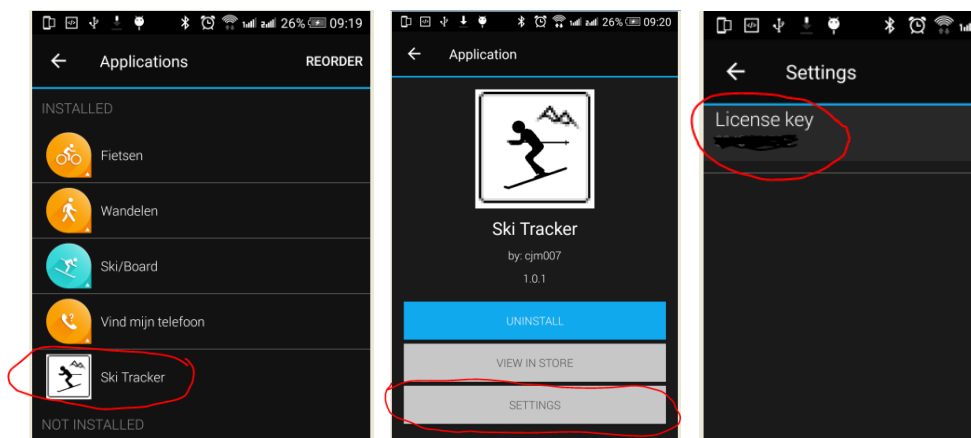 26% 09:19
Applications REORDER
INSTALLED
Fietsen
Wandelen
Ski/Board
Vind mijn telefoon
Ski Tracker
NOT INSTALLED
26% 09:20
Application
Ski Tracker
by: cjm007
1.0.1
UNINSTALL
VIEW IN STORE
SETTINGS
Settings
License key